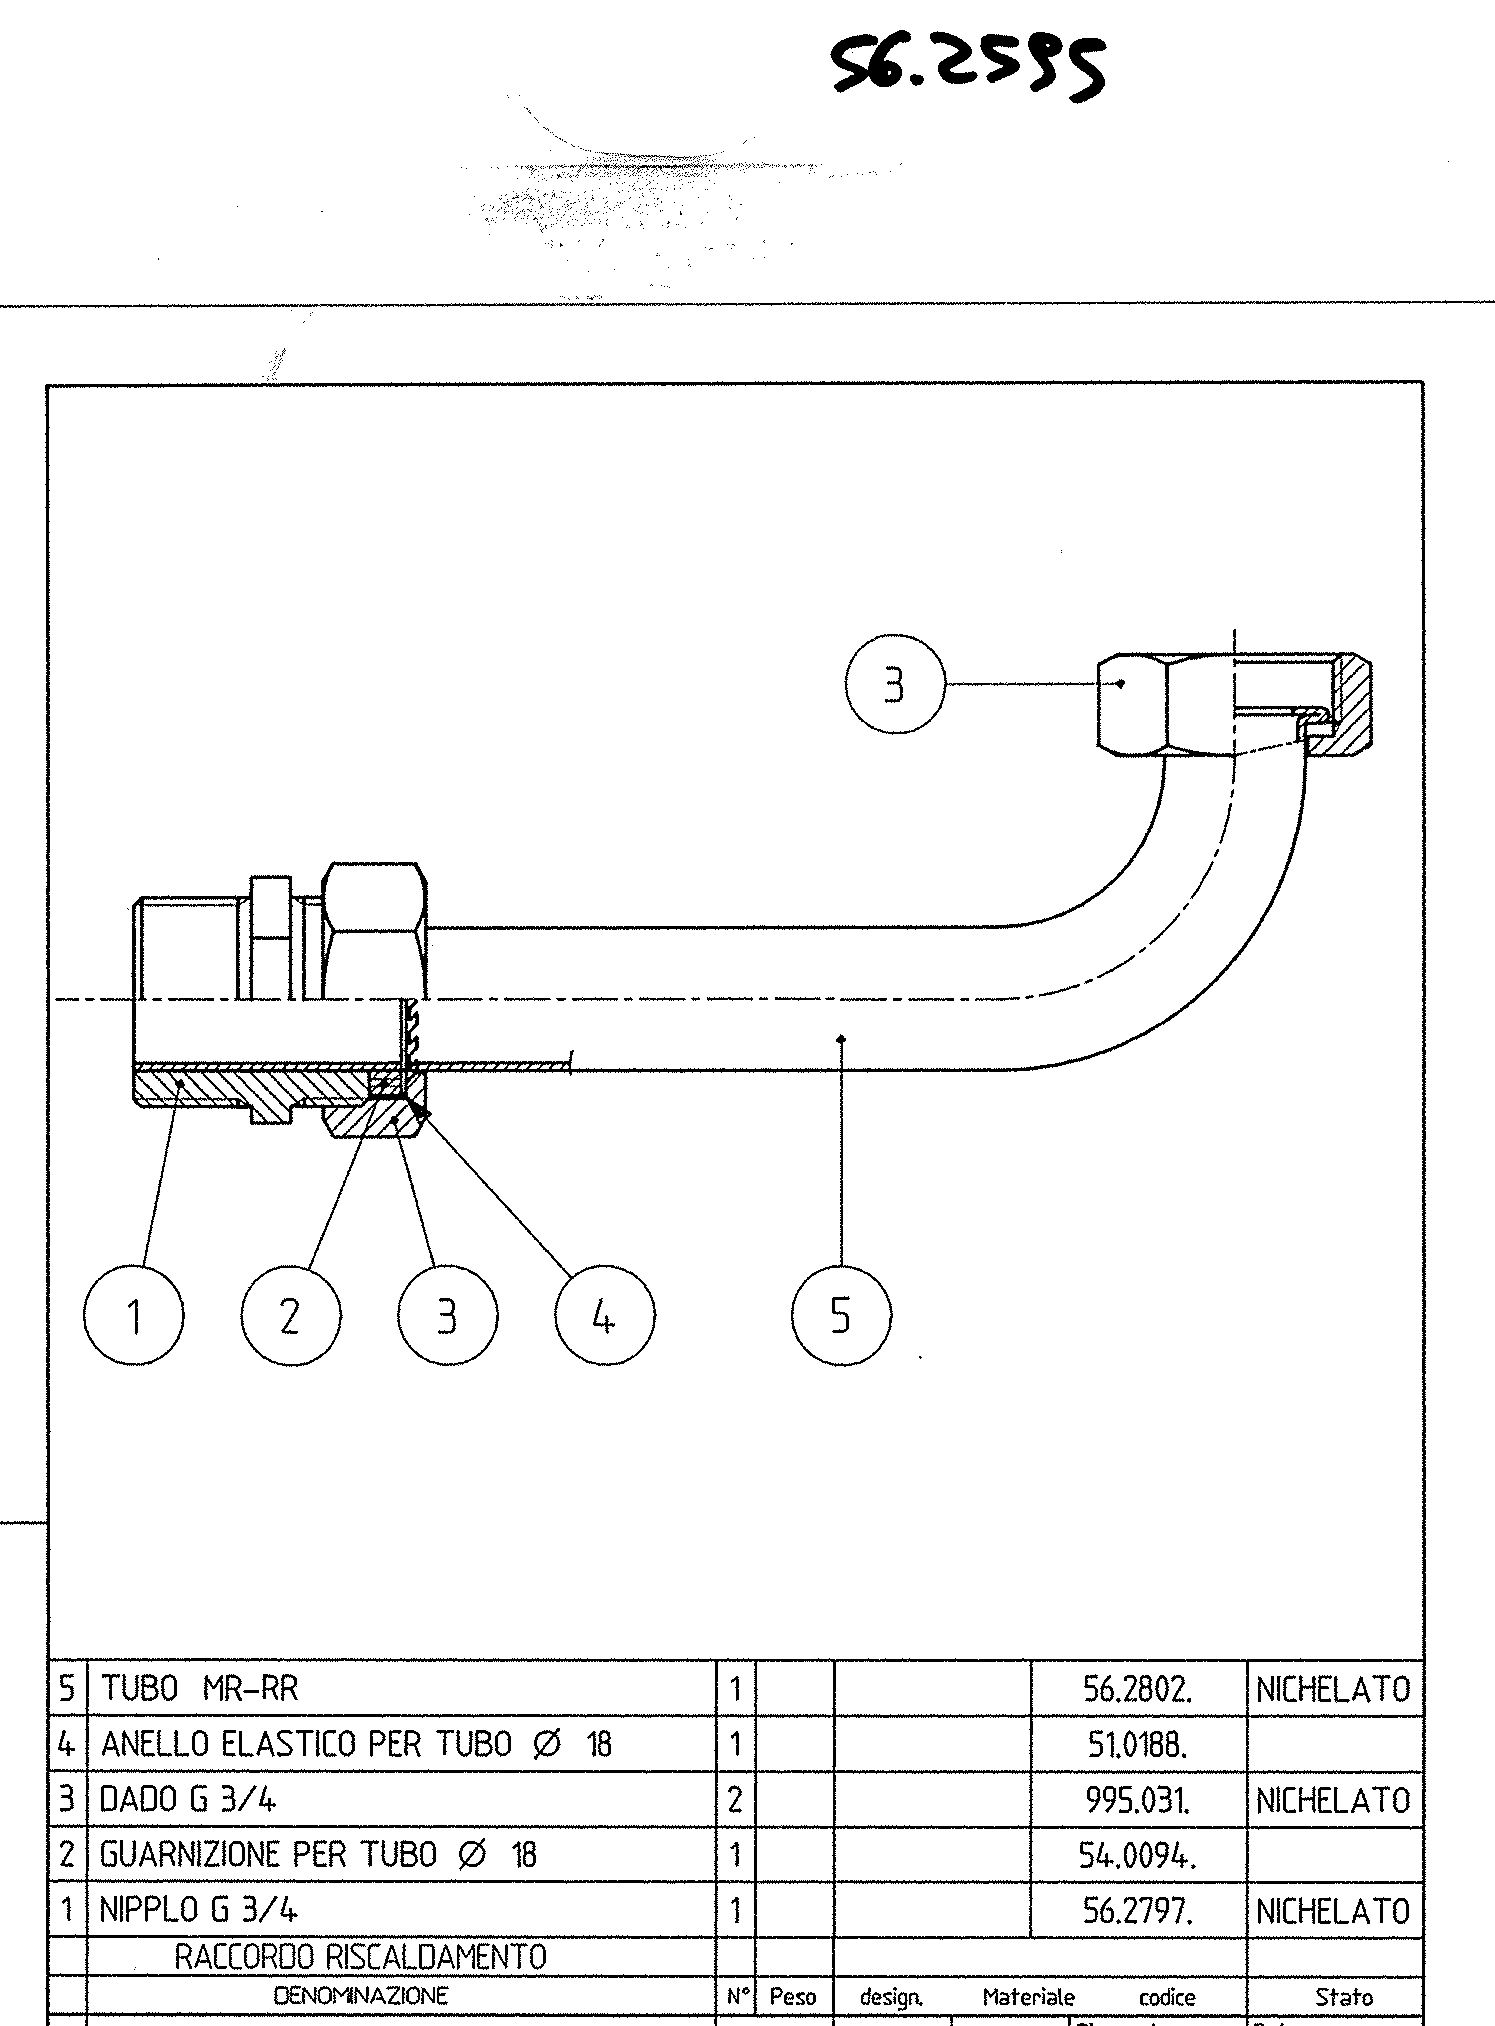 56.2595
3
1 2 3 4 5
5 TUBO MR-RR 1 56.2802. NICHELATO
4 ANELLO ELASTICO PER TUBO Ø 18 1 51.0188.
3 DADO G 3/4 2 995.031. NICHELATO
2 GUARNIZIONE PER TUBO Ø 18 1 54.0094.
1 NIPPLO G 3/4 1 56.2797. NICHELATO
RACCORDO RISCALDAMENTO
DENOMINAZIONE N° Peso design. Materiale codice Stato